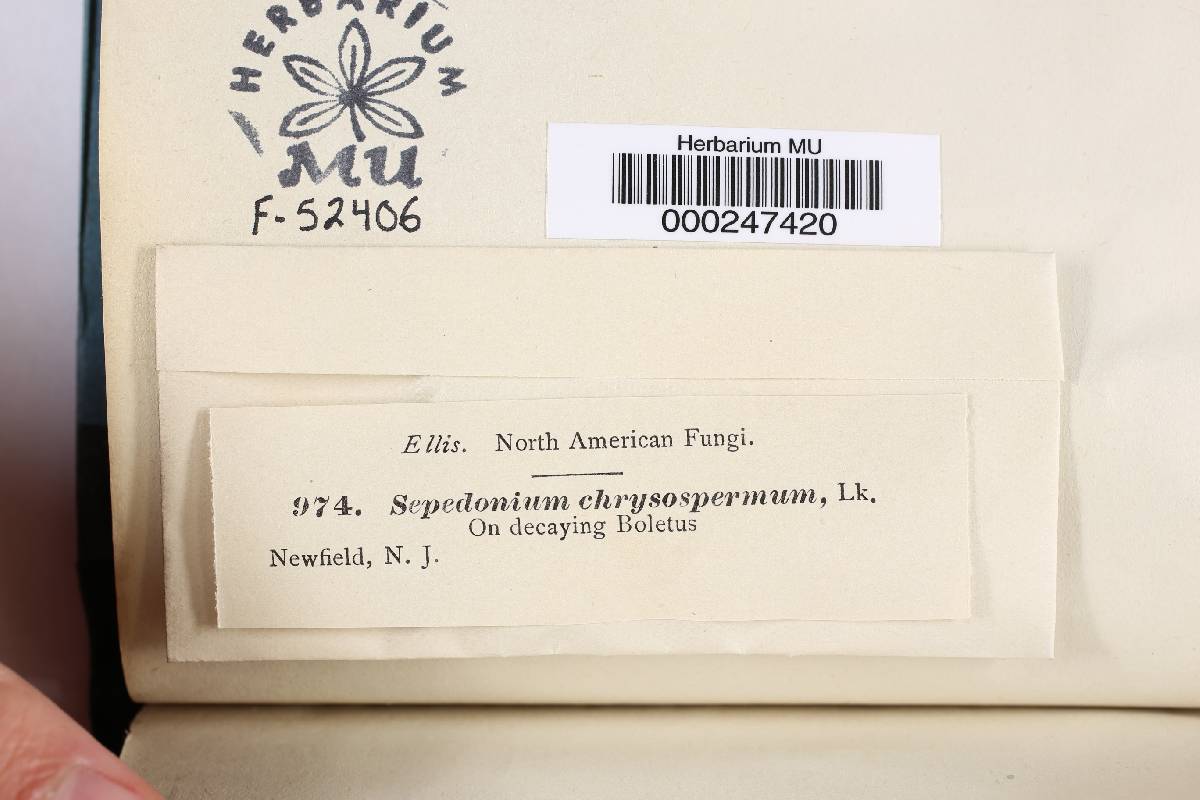 HERBARIUM
MU
F-52406
Herbarium MU
000247420
Ellis. North American Fungi.
974. Sepedonium chrysospermum, Lk.
On decaying Boletus
Newfield, N. J.